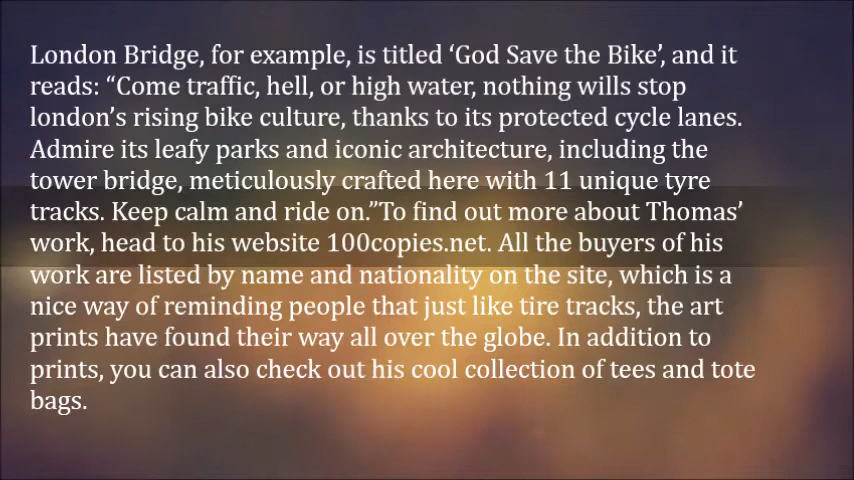 London Bridge, for example, is titled ‘God Save the Bike’, and it
reads: “Come traffic, hell, or high water, nothing wills stop
london’s rising bike culture, thanks to its protected cycle lanes.
Admire its leafy parks and iconic architecture, including the
tower bridge, meticulously crafted here with 11 unique tyre
tracks. Keep calm and ride on.”To find out more about Thomas’
work, head to his website 100copies.net. All the buyers of his
work are listed by name and nationality on the site, which is a
nice way of reminding people that just like tire tracks, the art
prints have found their way all over the globe. In addition to
prints, you can also check out his cool collection of tees and tote
bags.